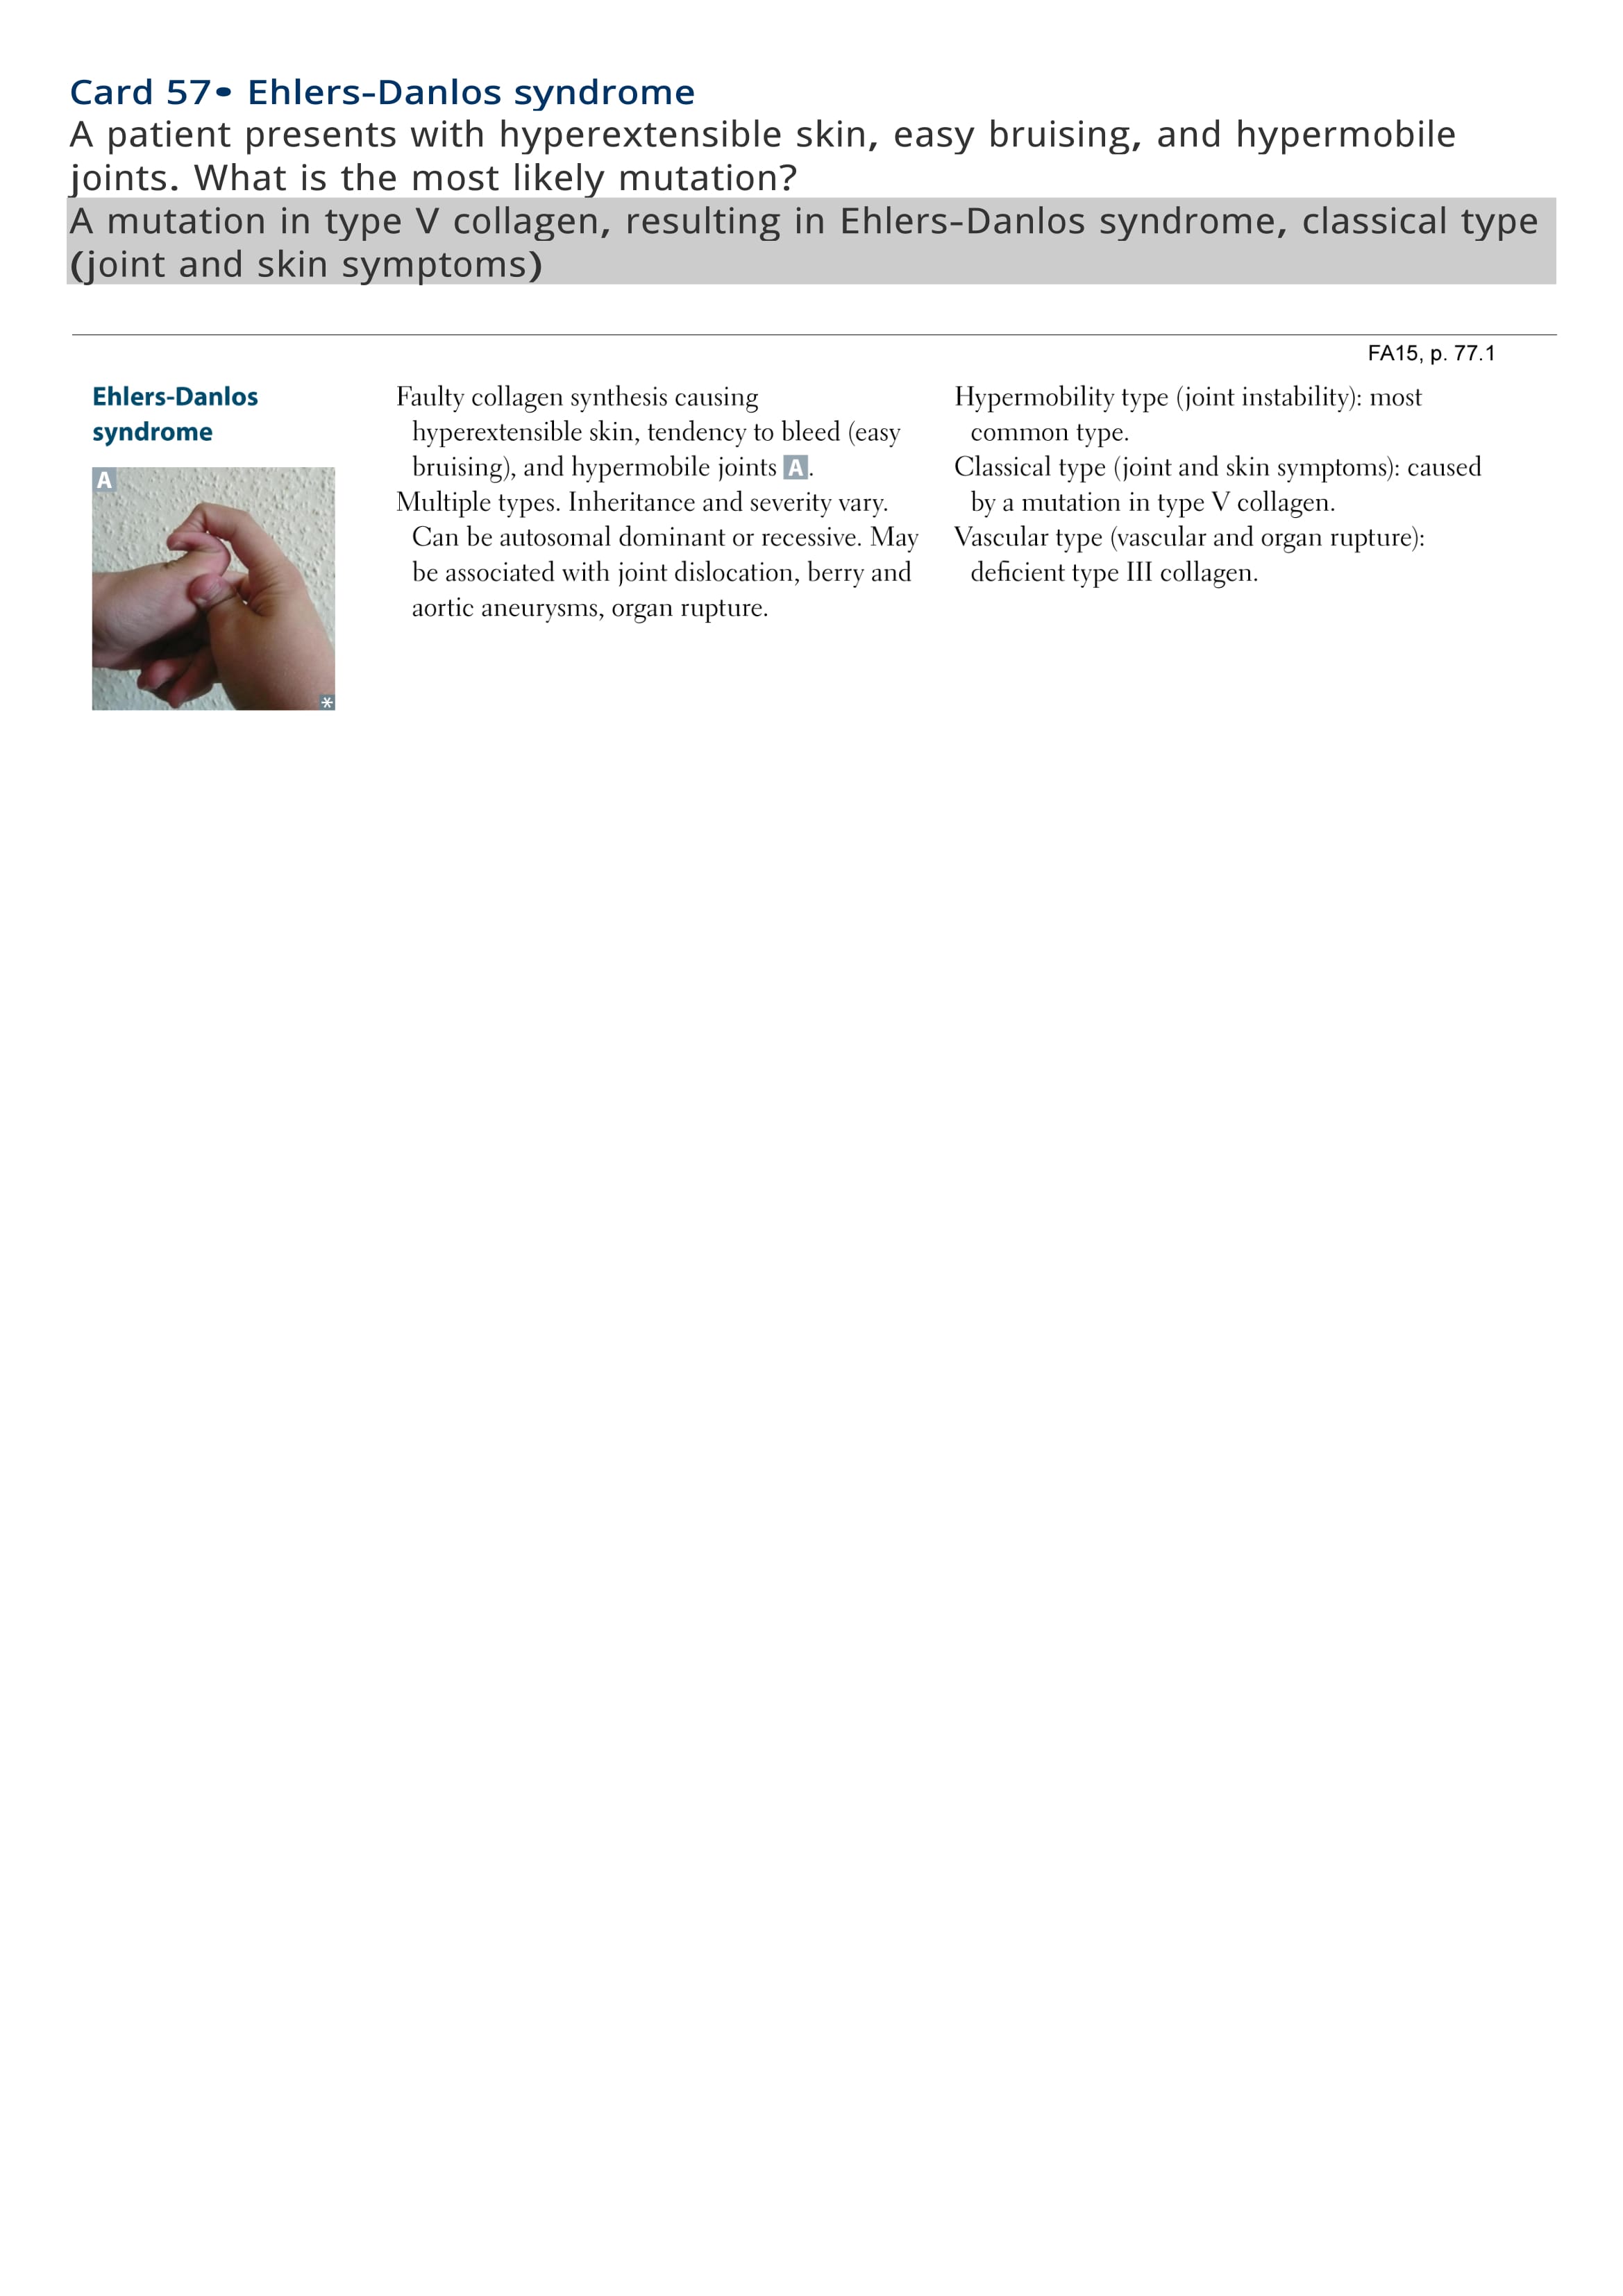 Card 57• Ehlers-Danlos syndrome
A patient presents with hyperextensible skin, easy bruising, and hypermobile
joints. What is the most likely mutation?
A mutation in type V collagen, resulting in Ehlers-Danlos syndrome, classical type
(joint and skin symptoms)
FA15, p. 77.1
Ehlers-Danlos
syndrome
A
*
Faulty collagen synthesis causing
hyperextensible skin, tendency to bleed (easy
bruising), and hypermobile joints A.
Multiple types. Inheritance and severity vary.
Can be autosomal dominant or recessive. May
be associated with joint dislocation, berry and
aortic aneurysms, organ rupture.
Hypermobility type (joint instability): most
common type.
Classical type (joint and skin symptoms): caused
by a mutation in type V collagen.
Vascular type (vascular and organ rupture):
deficient type III collagen.